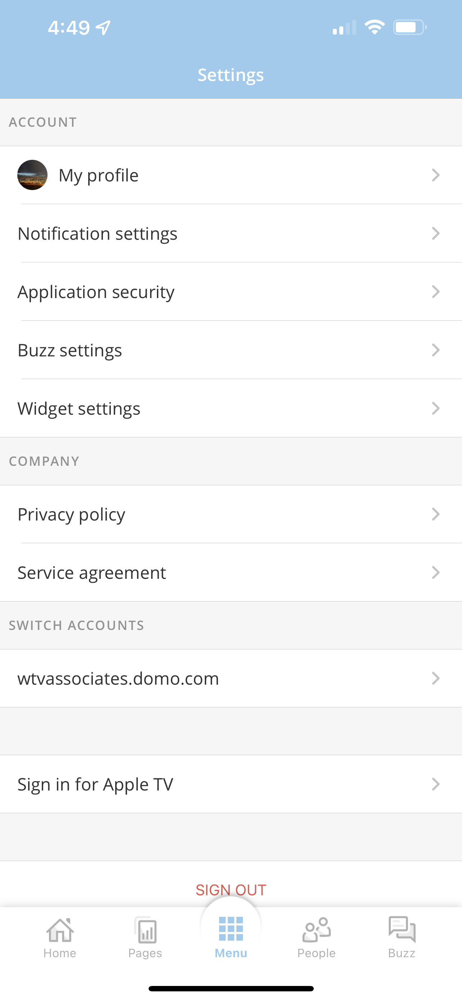 4:49
Settings
ACCOUNT
My profile
Notification settings
Application security
Buzz settings
Widget settings
COMPANY
Privacy policy
Service agreement
SWITCH ACCOUNTS
wtvassociates.domo.com
Sign in for Apple TV
SIGN OUT
Home Pages Menu People Buzz